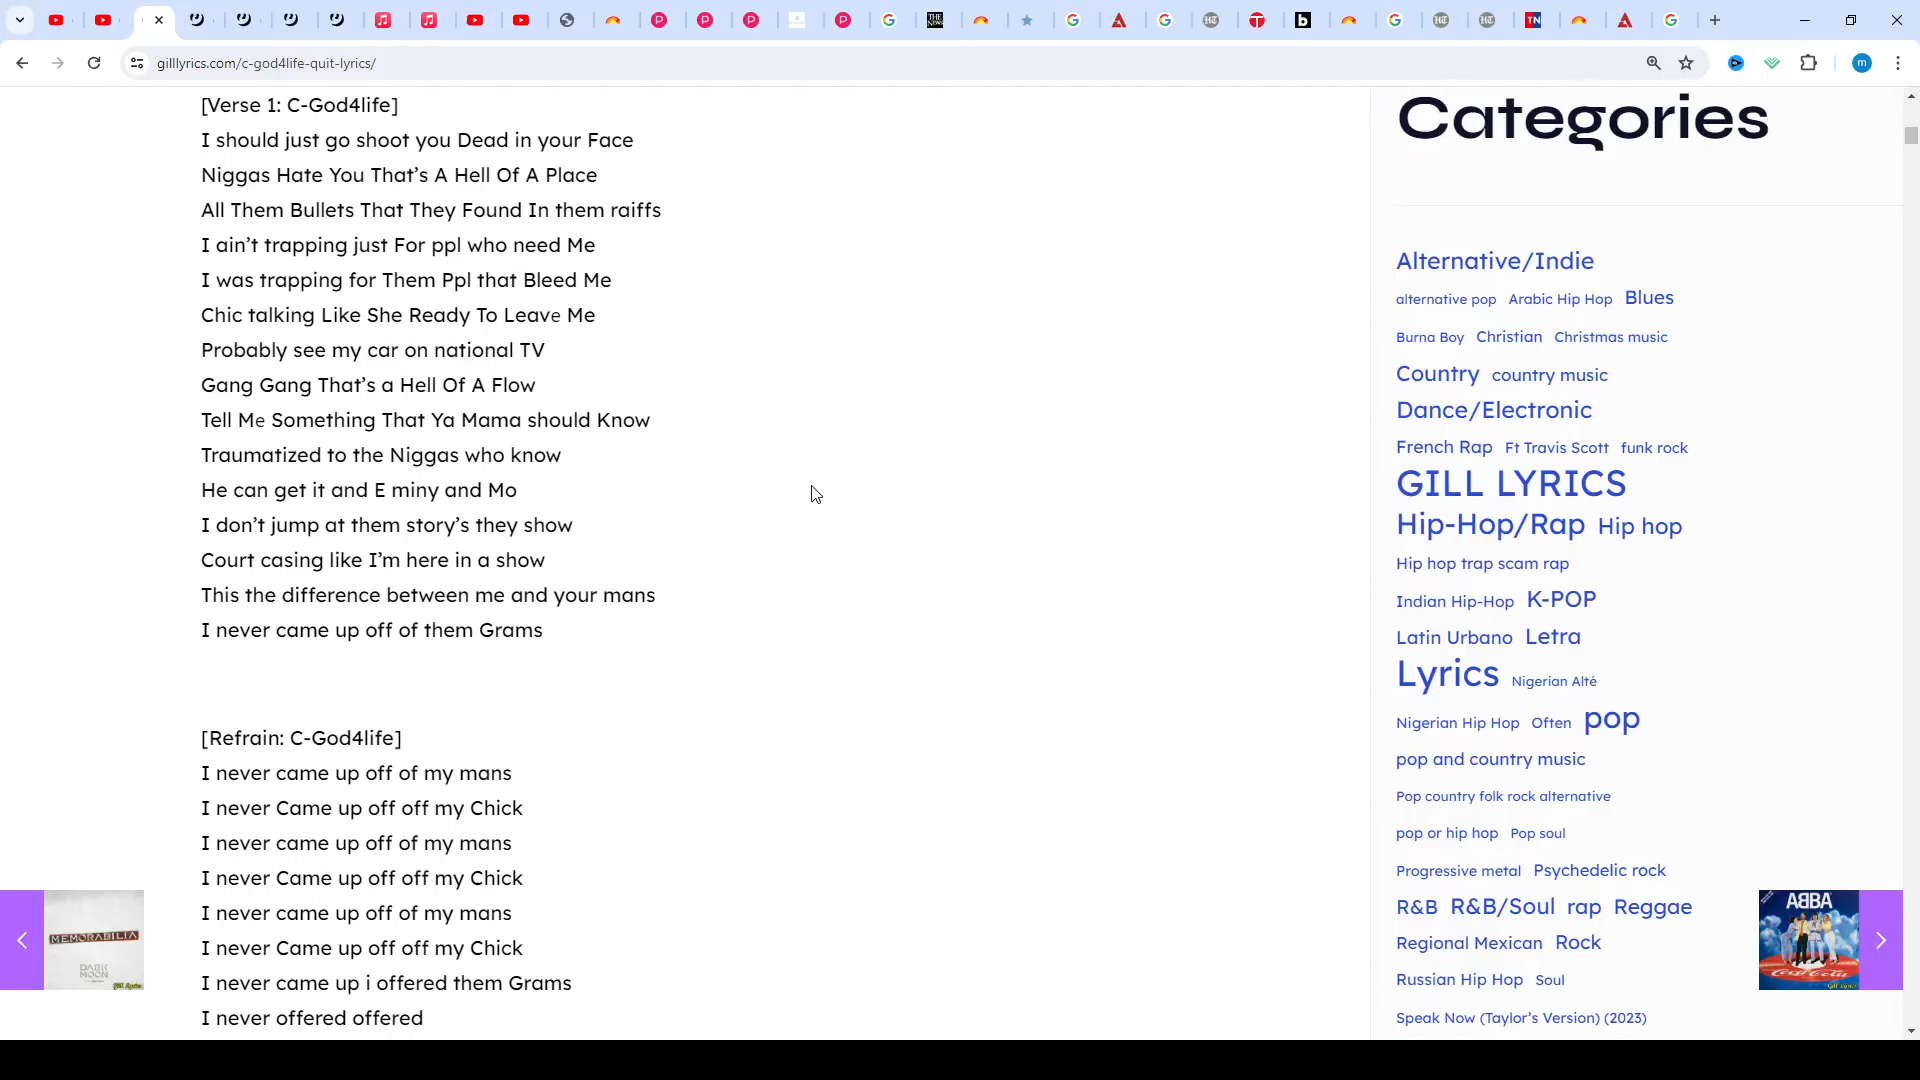 gilllyrics.com/c-god4life-quit-lyrics/
m
[Verse 1: C-God4life]
I should just go shoot you Dead in your Face
Niggas Hate You That’s A Hell Of A Place
All Them Bullets That They Found In them raiffs
I ain’t trapping just For ppl who need Me
I was trapping for Them Ppl that Bleed Me
Chic talking Like She Ready To Leave Me
Probably see my car on national TV
Gang Gang That’s a Hell Of A Flow
Tell Me Something That Ya Mama should Know
Traumatized to the Niggas who know
He can get it and E miny and Mo
I don’t jump at them story’s they show
Court casing like I’m here in a show
This the difference between me and your mans
I never came up off of them Grams
[Refrain: C-God4life]
I never came up off of my mans
I never Came up off off my Chick
I never came up off of my mans
I never Came up off off my Chick
I never came up off of my mans
I never Came up off off my Chick
I never came up i offered them Grams
I never offered offered
Categories
Alternative/Indie
alternative pop Arabic Hip Hop Blues
Burna Boy Christian Christmas music
Country country music
Dance/Electronic
French Rap Ft Travis Scott funk rock
GILL LYRICS
Hip-Hop/Rap Hip hop
Hip hop trap scam rap
Indian Hip-Hop K-POP
Latin Urbano Letra
Lyrics Nigerian Alté
Nigerian Hip Hop Often pop
pop and country music
Pop country folk rock alternative
pop or hip hop Pop soul
Progressive metal Psychedelic rock
R&B R&B/Soul rap Reggae
Regional Mexican Rock
Russian Hip Hop Soul
Speak Now (Taylor’s Version) (2023)
MEMORABILIA
DARK
MOON
Gill Lyrics
ABBA
Coca-Cola
Gill Lyrics